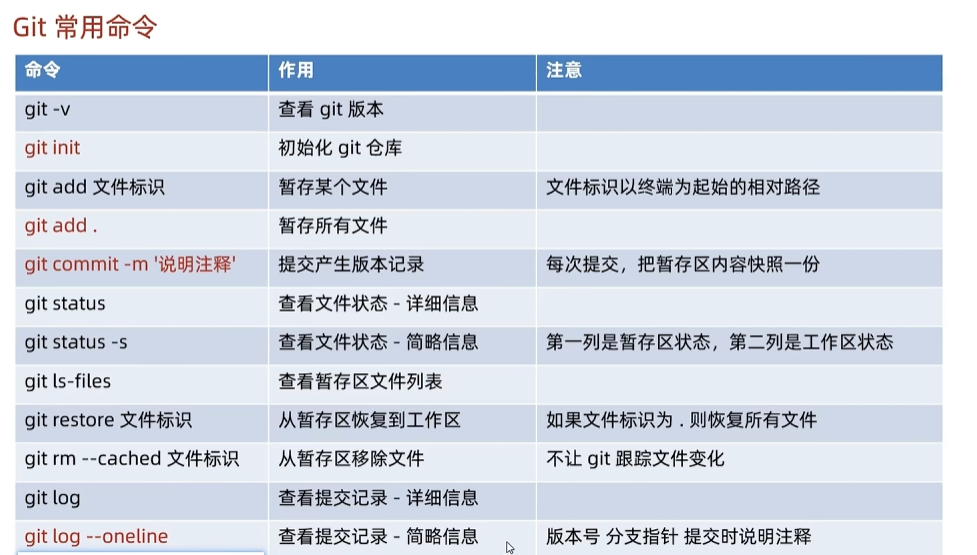 Git 常用命令
命令 作用 注意
git -v 查看 git 版本
git init 初始化 git 仓库
git add 文件标识 暂存某个文件 文件标识以终端为起始的相对路径
git add . 暂存所有文件
git commit -m '说明注释' 提交产生版本记录 每次提交，把暂存区内容快照一份
git status 查看文件状态 - 详细信息
git status -s 查看文件状态 - 简略信息 第一列是暂存区状态，第二列是工作区状态
git ls-files 查看暂存区文件列表
git restore 文件标识 从暂存区恢复到工作区 如果文件标识为 . 则恢复所有文件
git rm --cached 文件标识 从暂存区移除文件 不让 git 跟踪文件变化
git log 查看提交记录 - 详细信息
git log --oneline 查看提交记录 - 简略信息 版本号 分支指针 提交时说明注释